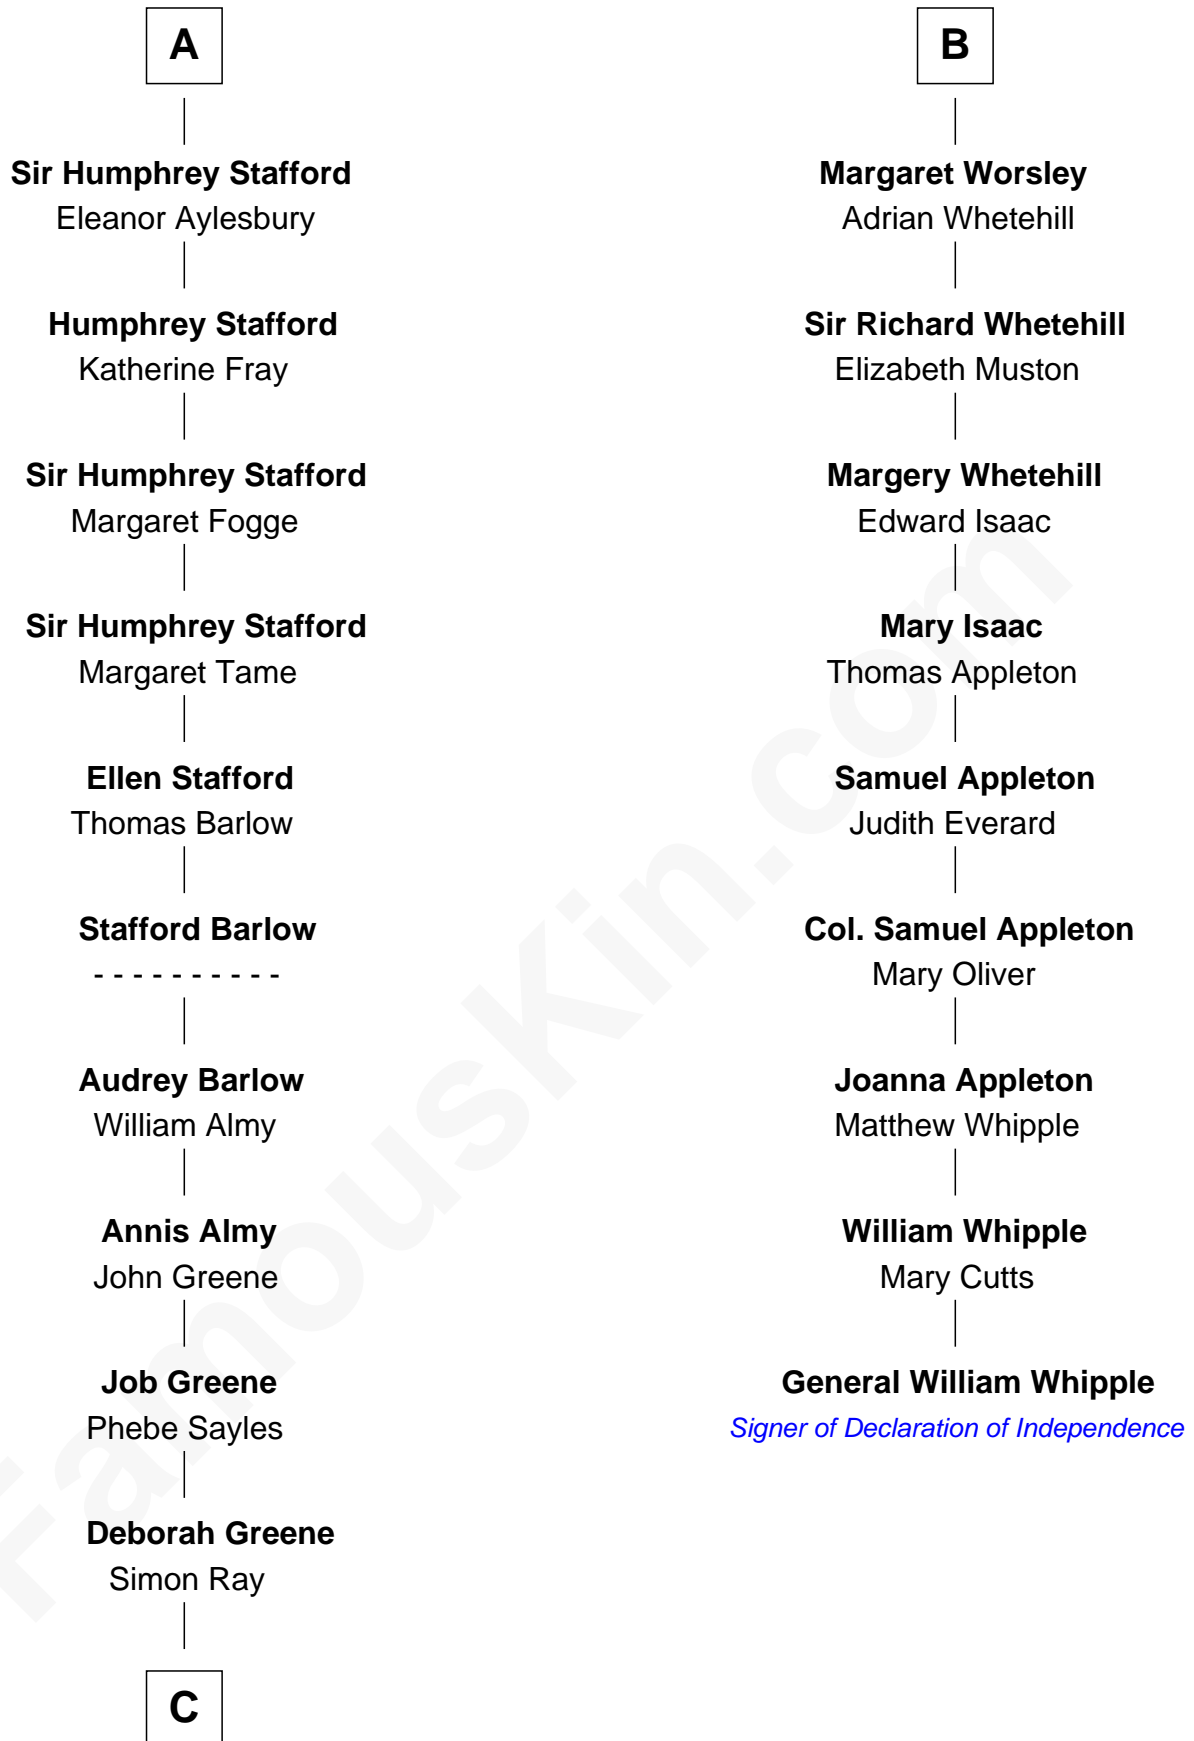 A
Sir Humphrey Stafford
Eleanor Aylesbury
Humphrey Stafford
Katherine Fray
Sir Humphrey Stafford
Margaret Fogge
Sir Humphrey Stafford
Margaret Tame
Ellen Stafford
Thomas Barlow
Stafford Barlow
- - - - - - - - - -
Audrey Barlow
William Almy
Annis Almy
John Greene
Job Greene
Phebe Sayles
Deborah Greene
Simon Ray
C
B
Margaret Worsley
Adrian Whetehill
Sir Richard Whetehill
Elizabeth Muston
Margery Whetehill
Edward Isaac
Mary Isaac
Thomas Appleton
Samuel Appleton
Judith Everard
Col. Samuel Appleton
Mary Oliver
Joanna Appleton
Matthew Whipple
William Whipple
Mary Cutts
General William Whipple
Signer of Declaration of Independence
FamousKin.com